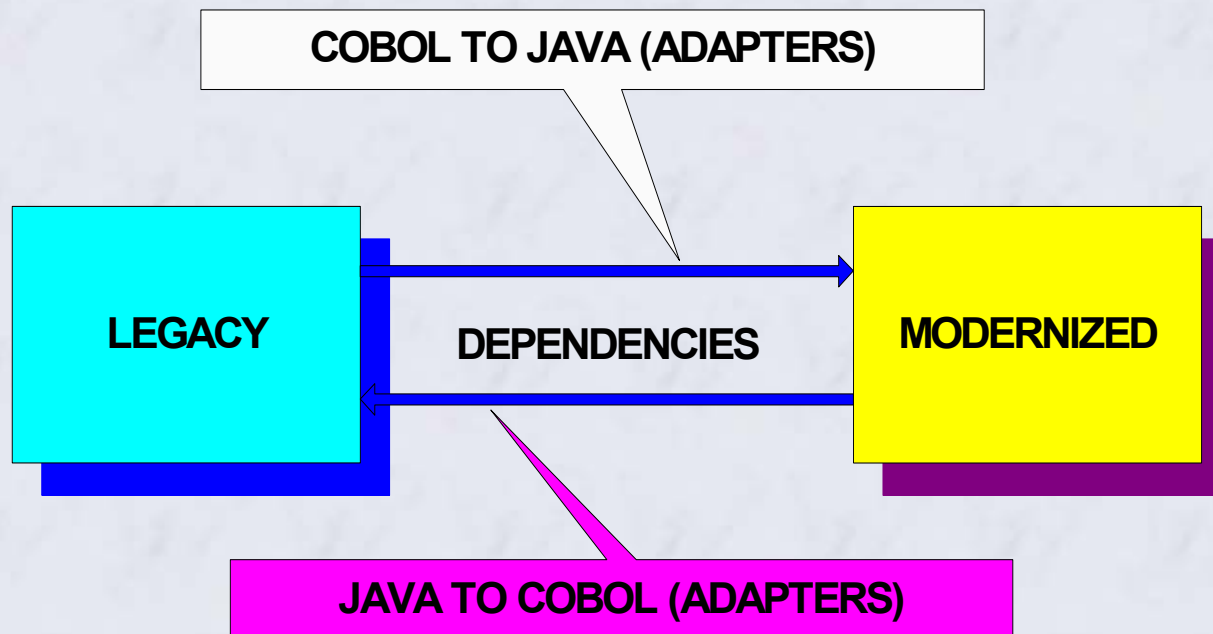 COBOL TO JAVA (ADAPTERS)
LEGACY
DEPENDENCIES
MODERNIZED
JAVA TO COBOL (ADAPTERS)